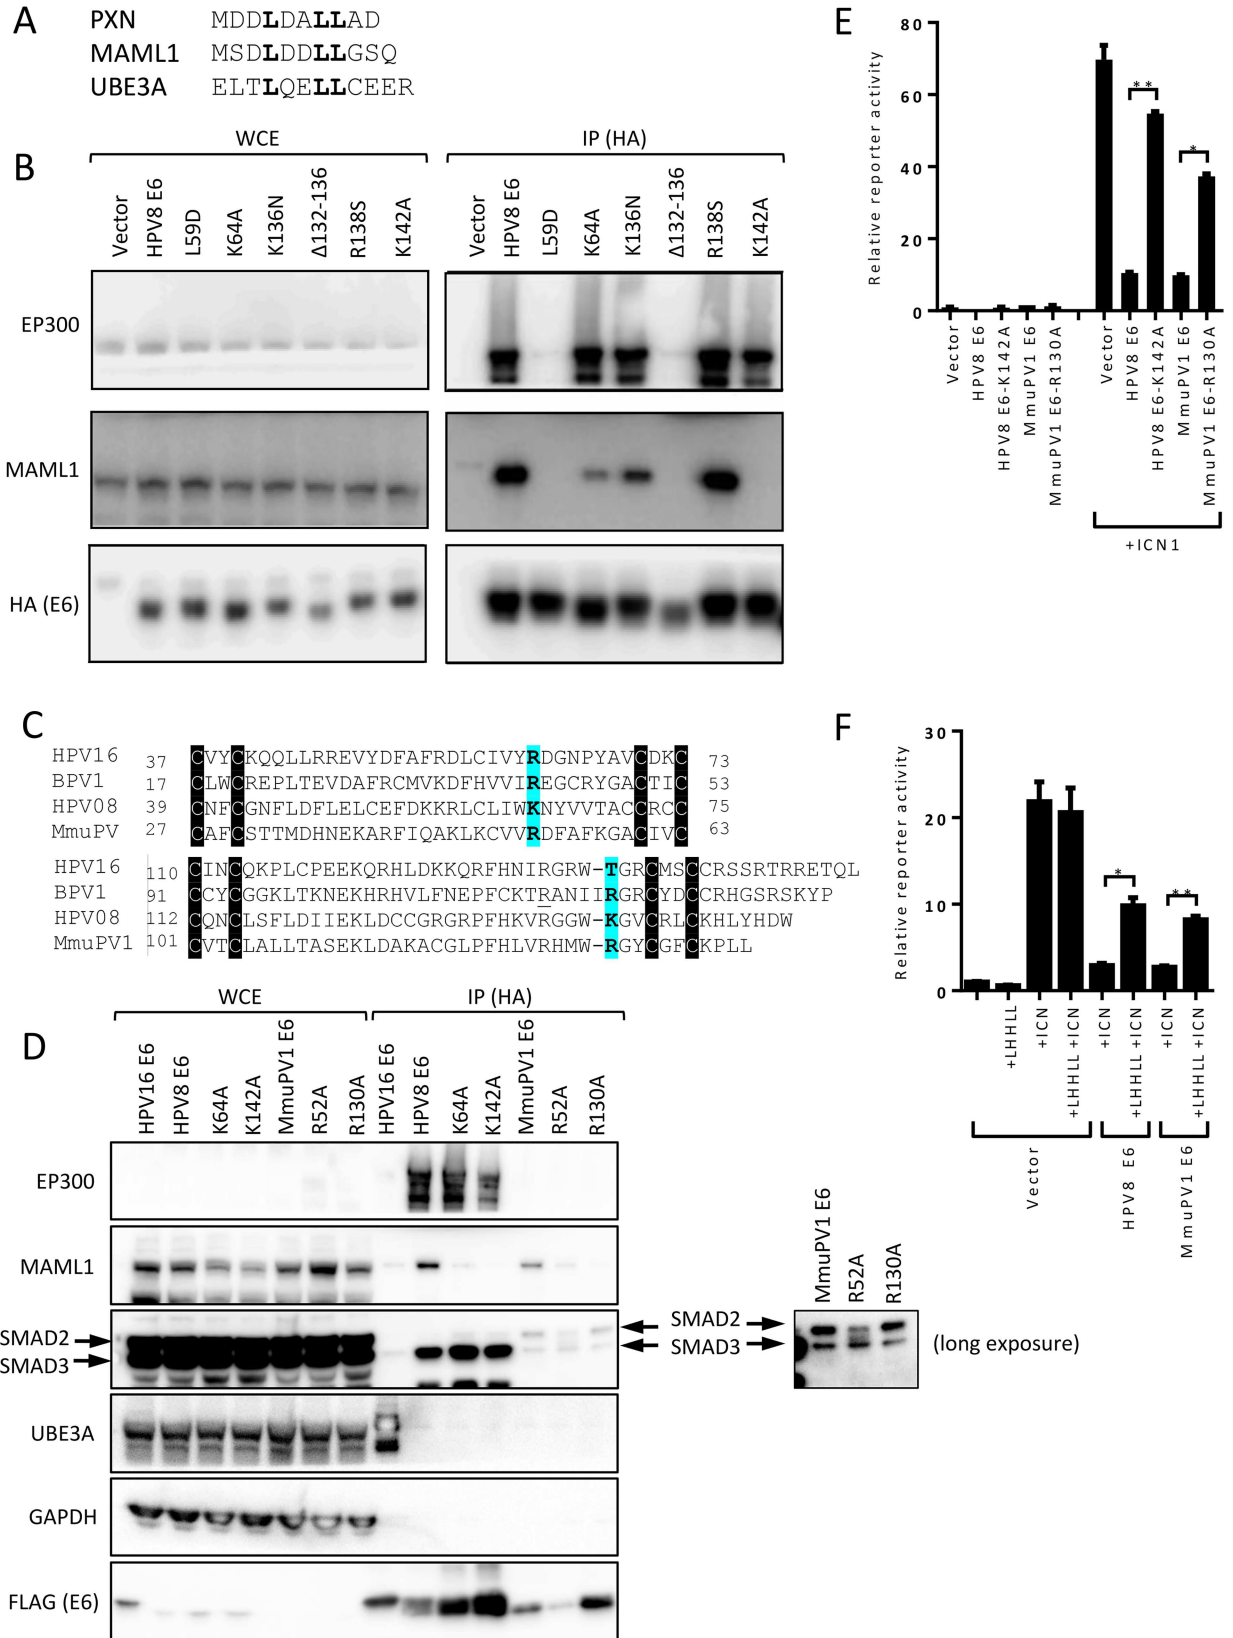 A
PXN MDDLDALLAD
MAML1 MSDLDDLLGSQ
UBE3A ELTLQELLCEER
B
WCE
IP (HA)
Vector
HPV8 E6
L59D
K64A
K136N
Δ132-136
R138S
K142A
Vector
HPV8 E6
L59D
K64A
K136N
Δ132-136
R138S
K142A
EP300
MAML1
HA (E6)
C
HPV16 37 CVYCKQQLLRREVYDFAFRDLCIVYRDGNPYAVCDKC 73
BPV1 17 CLWCREPLTEVDAFRCMVKDFHVVIREGCRYGACTIC 53
HPV08 39 CNFCGNFLDFLELCEFDKKRLCLIWKNYVVTACCRCC 75
MmuPV 27 CAFCSTTMDHNEKARFIQAKLKCVVRDFAFKGACIVC 63
HPV16 110 CINCQKPLCPEEKQRHLDKKQRFHNIRGRW-TGRCMSCCRSSRTRRETQL
BPV1 91 CCYCGGKLTKNEKHRHVLFNEPFCKTRANIIRGRCYDCCRHGSRSKYP
HPV08 112 CQNCLSFLDIIEKLDCCGRGRPFHKVRGGW-KGVCRLCKHLYHDW
MmuPV1 101 CVTCLALLTASEKLDAKACGLPFHLVRHMW-RGYCGFCKPLL
D
WCE
IP (HA)
HPV16 E6
HPV8 E6
K64A
K142A
MmuPV1 E6
R52A
R130A
HPV16 E6
HPV8 E6
K64A
K142A
MmuPV1 E6
R52A
R130A
EP300
MAML1
SMAD2
SMAD3
UBE3A
GAPDH
FLAG (E6)
SMAD2
SMAD3
MmuPV1 E6
R52A
R130A
(long exposure)
E
Relative reporter activity
80
60
40
20
0
**
*
Vector
HPV8 E6
HPV8 E6-K142A
MmuPV1 E6
MmuPV1 E6-R130A
Vector
HPV8 E6
HPV8 E6-K142A
MmuPV1 E6
MmuPV1 E6-R130A
+ICN1
F
Relative reporter activity
30
20
10
0
*
**
+LHHLL
+ICN
+LHHLL +ICN
+ICN
+LHHLL +ICN
+ICN
+LHHLL +ICN
Vector
HPV8 E6
MmuPV1 E6